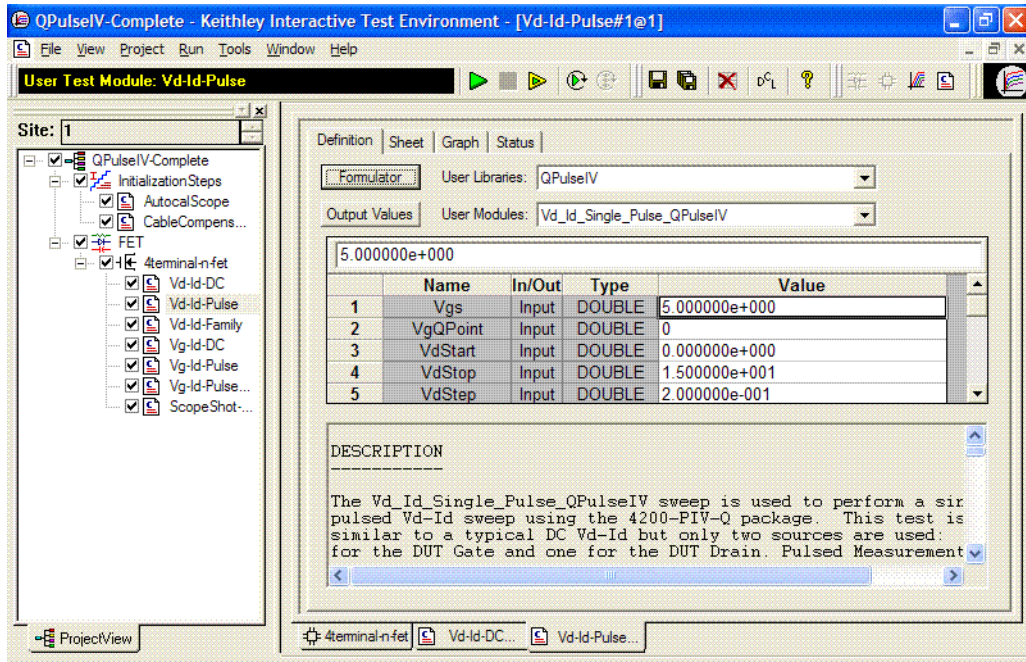 QPulseIV-Complete - Keithley Interactive Test Environment - [Vd-Id-Pulse#1@1]
File View Project Run Tools Window Help
User Test Module: Vd-Id-Pulse
Site: 1
QPulseIV-Complete
InitializationSteps
AutocalScope
CableCompens...
FET
4terminal-n-fet
Vd-Id-DC
Vd-Id-Pulse
Vd-Id-Family
Vg-Id-DC
Vg-Id-Pulse
Vg-Id-Pulse...
ScopeShot-...
ProjectView
Definition Sheet Graph Status
Formulator User Libraries: QPulseIV
Output Values User Modules: Vd_Id_Single_Pulse_QPulseIV
5.000000e+000
Name In/Out Type Value
1 Vgs Input DOUBLE 5.000000e+000
2 VgQPoint Input DOUBLE 0
3 VdStart Input DOUBLE 0.000000e+000
4 VdStop Input DOUBLE 1.500000e+001
5 VdStep Input DOUBLE 2.000000e-001
DESCRIPTION
-----------
The Vd_Id_Single_Pulse_QPulseIV sweep is used to perform a sin
pulsed Vd-Id sweep using the 4200-PIV-Q package. This test is
similar to a typical DC Vd-Id but only two sources are used:
for the DUT Gate and one for the DUT Drain. Pulsed Measurement
4terminal-n-fet Vd-Id-DC... Vd-Id-Pulse...